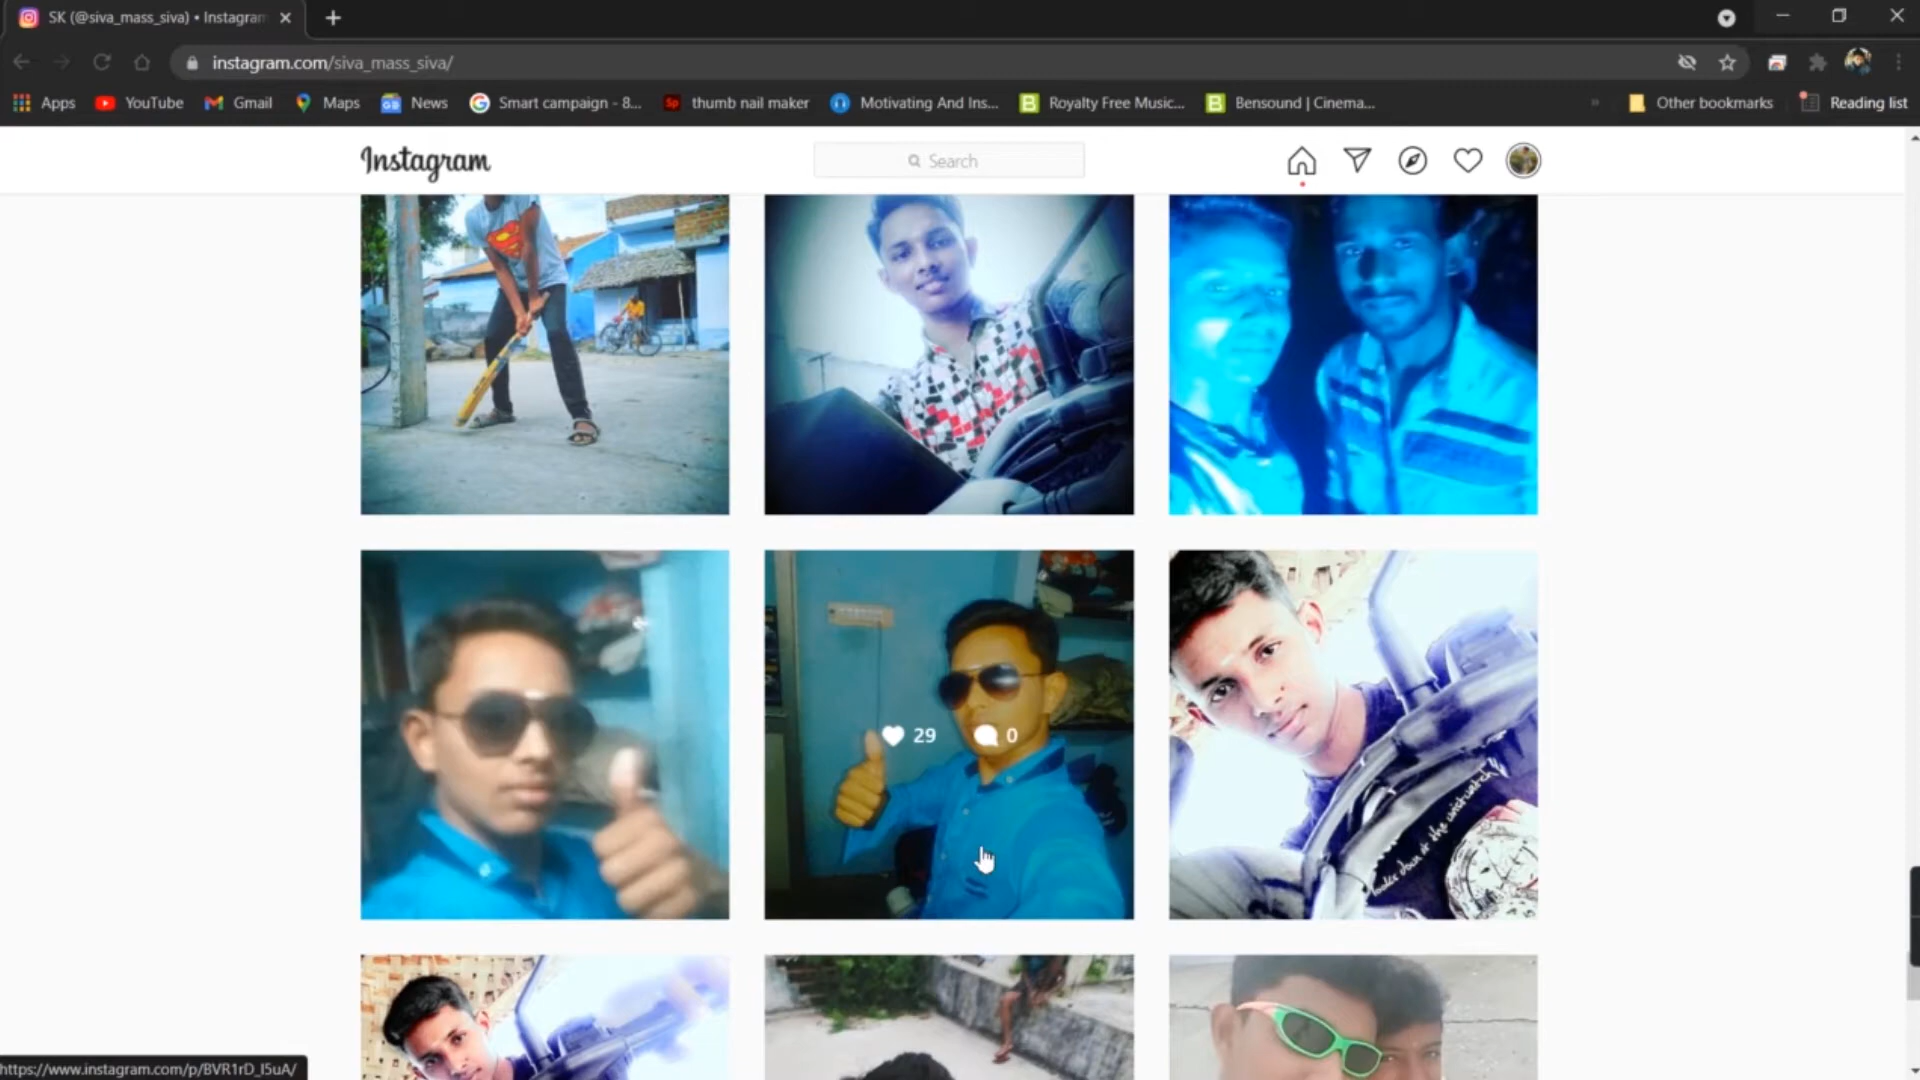 SK (@siva_mass_siva) • Instagram
instagram.com/siva_mass_siva/
Apps
YouTube
Gmail
Maps
News
Smart campaign - 8...
thumb nail maker
Motivating And Ins...
Royalty Free Music...
Bensound | Cinema...
»
Other bookmarks
Reading list
Instagram
Search
29
0
https://www.instagram.com/p/BVR1rD_l5uA/